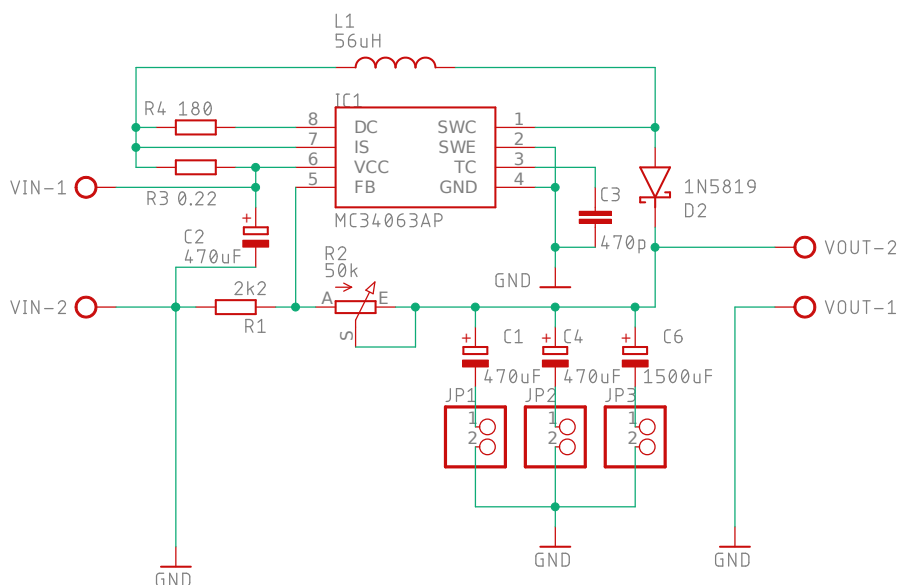 L1
56uH
R4 180
IC1
8 DC SWC 1
7 IS SWE 2
6 VCC TC 3
5 FB GND 4
MC34063AP
VIN-1
R3 0.22
1N5819
D2
C3
470p
+
C2
470uF
R2
50k
GND
VOUT-2
VIN-2
2k2
R1
A E
S
VOUT-1
+ C1
+ C4
+ C6
470uF
470uF
1500uF
JP1
JP2
JP3
1 1 1
2 2 2
GND
GND
GND